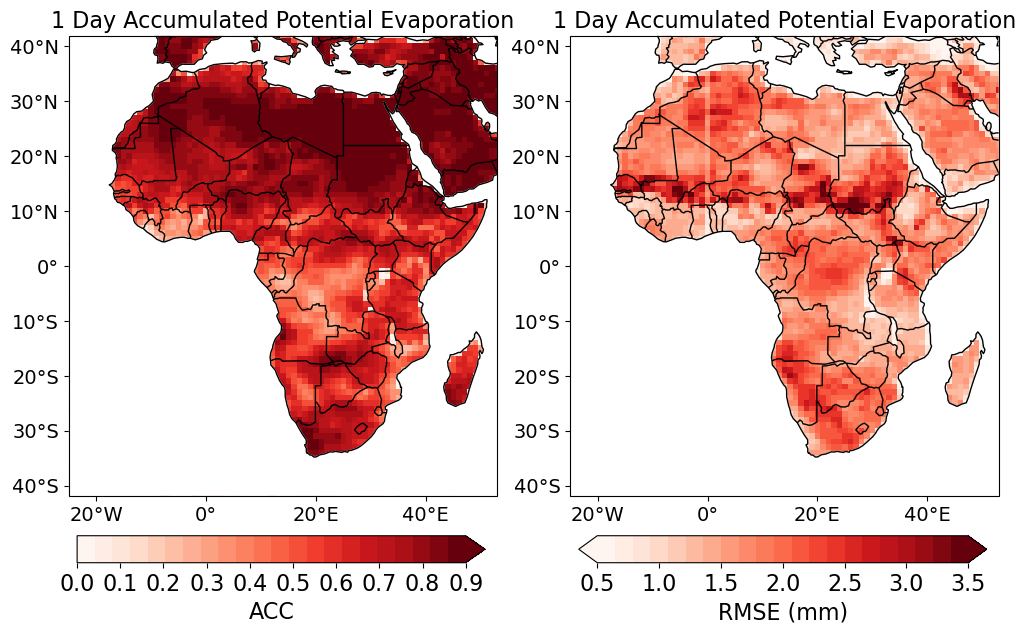 1 Day Accumulated Potential Evaporation
40°N
30°N
20°N
10°N
0°
10°S
20°S
30°S
40°S
20°W 0° 20°E 40°E
0.0 0.1 0.2 0.3 0.4 0.5 0.6 0.7 0.8 0.9
ACC
1 Day Accumulated Potential Evaporation
40°N
30°N
20°N
10°N
0°
10°S
20°S
30°S
40°S
20°W 0° 20°E 40°E
0.5 1.0 1.5 2.0 2.5 3.0 3.5
RMSE (mm)